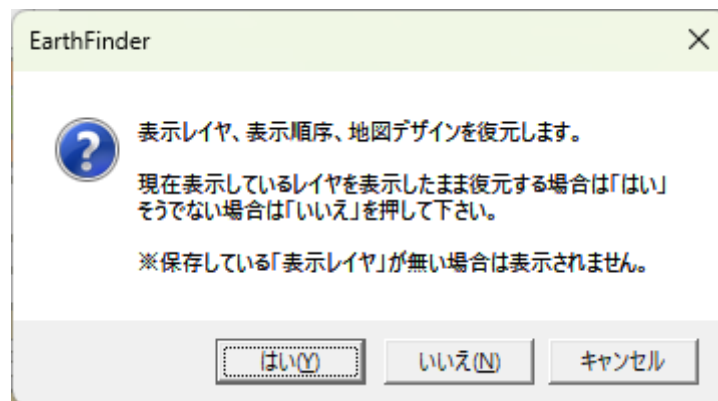 EarthFinder
表示レイヤ、表示順序、地図デザインを復元します。
現在表示しているレイヤを表示したまま復元する場合は「はい」
そうでない場合は「いいえ」を押して下さい。
※保存している「表示レイヤ」が無い場合は表示されません。
はい(Y)
いいえ(N)
キャンセル